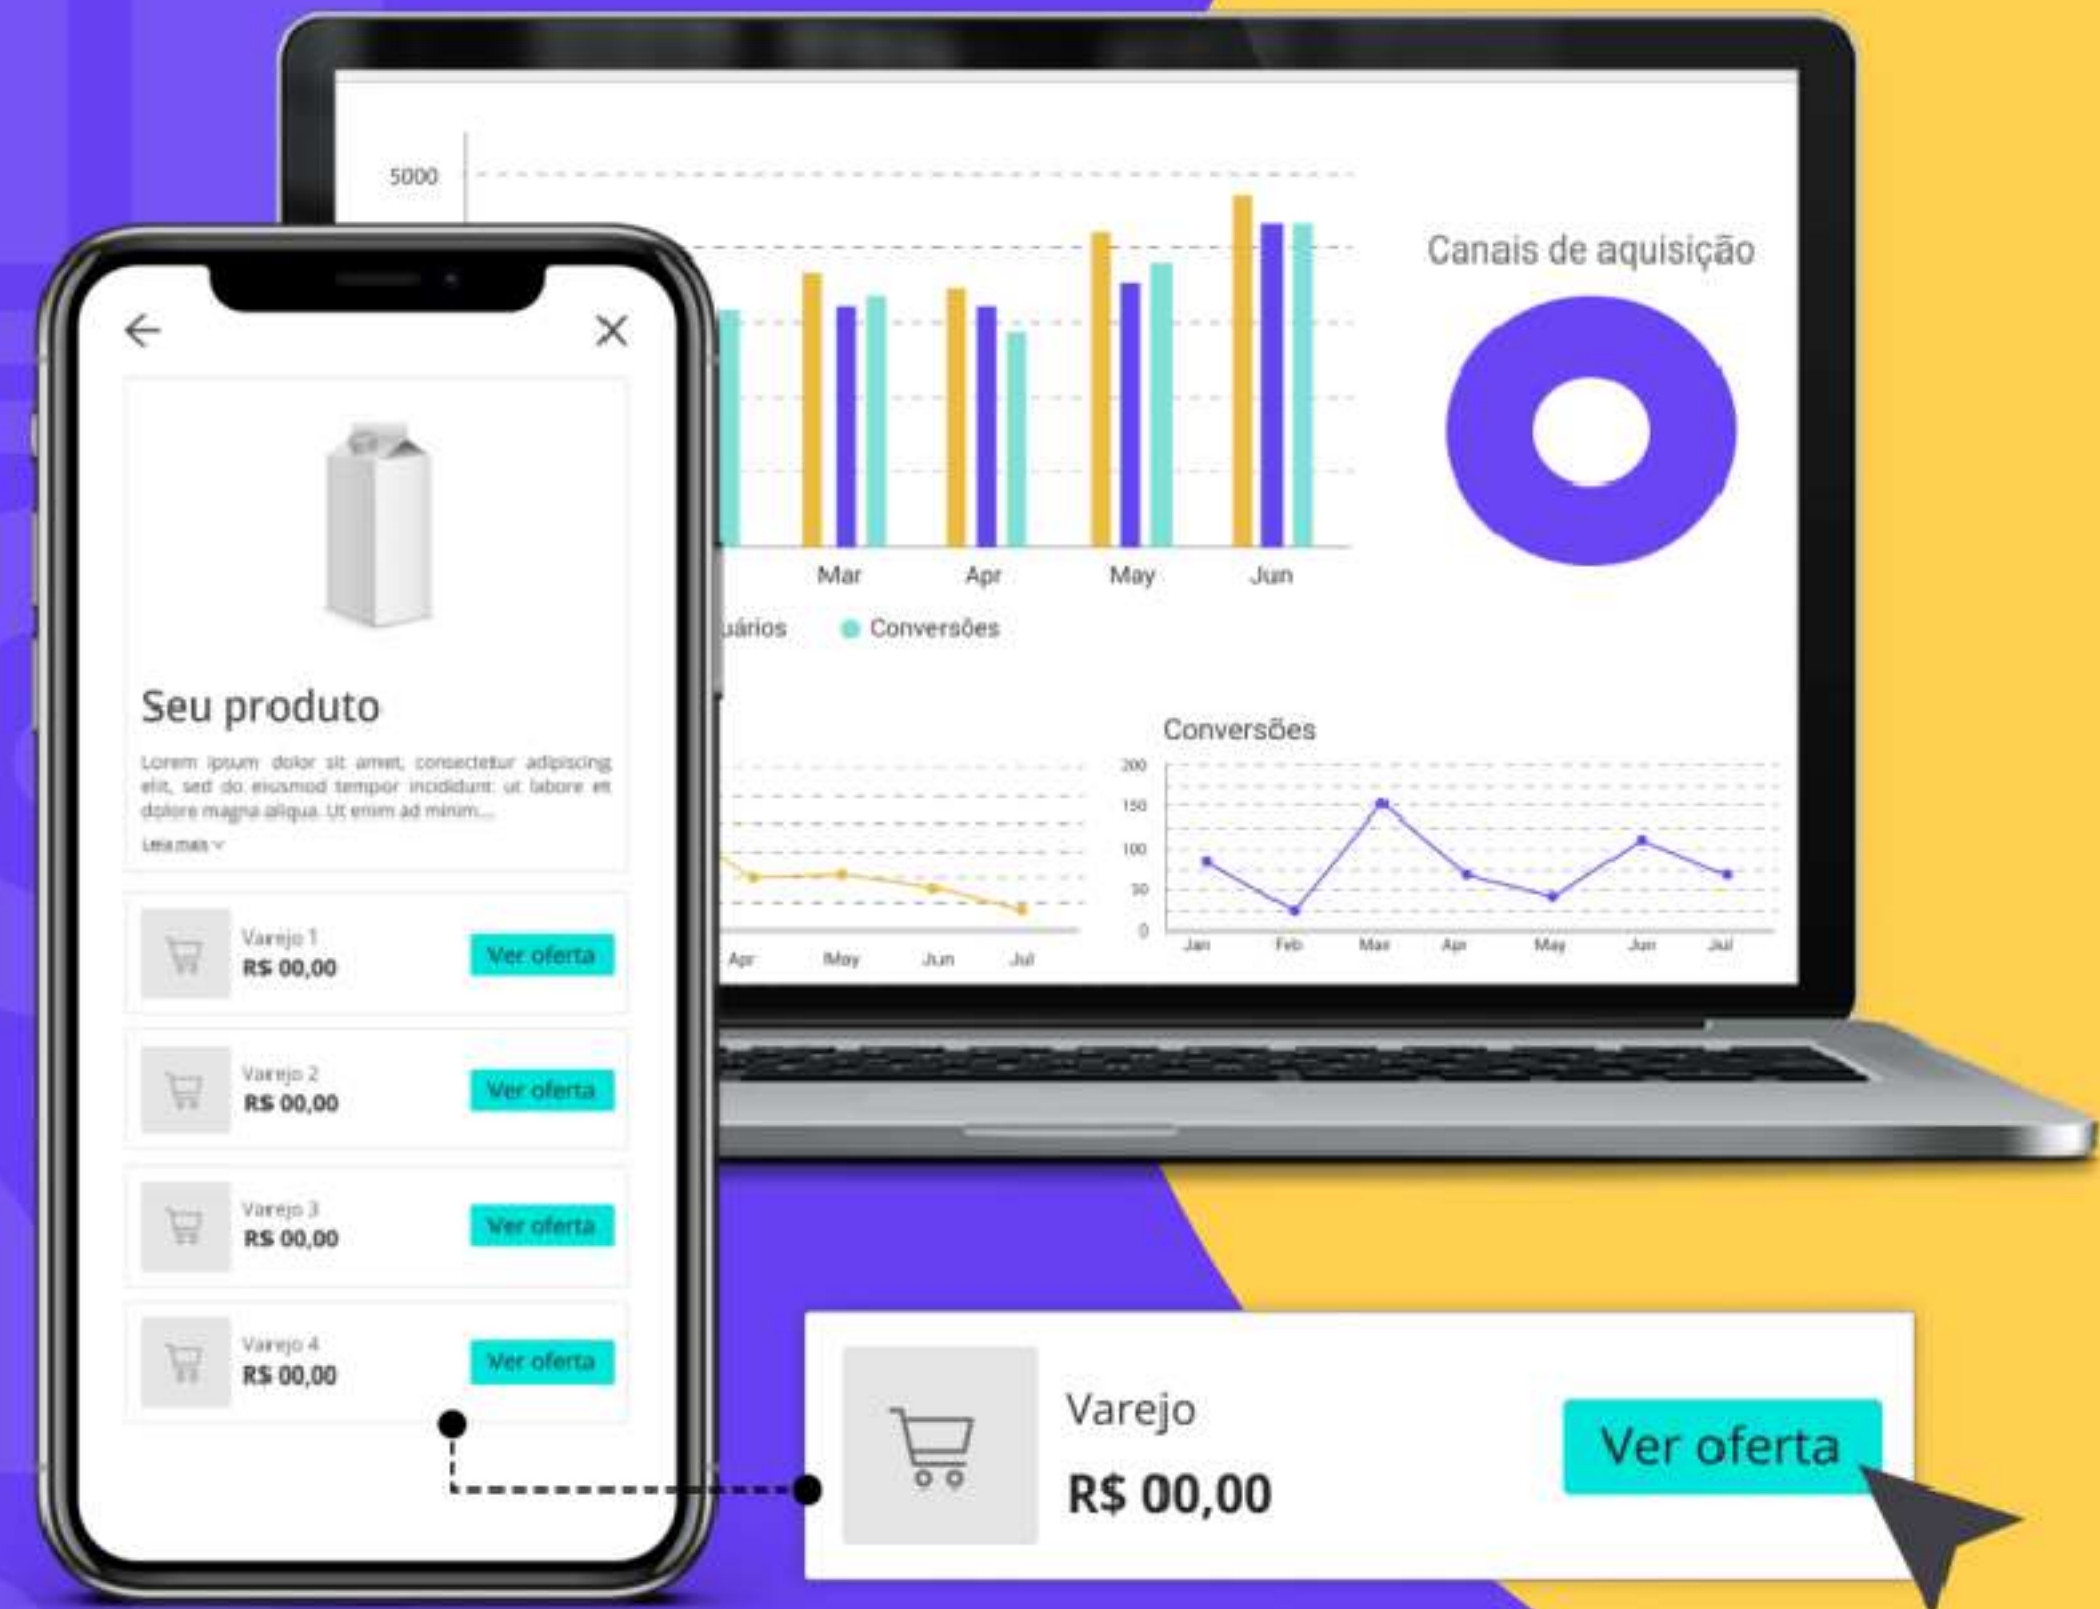 5000
Canais de aquisição
Mar Apr May Jun
Conversões
Conversões
200
150
100
50
0
Jan Feb Mar Apr May Jun Jul
Apr May Jun Jul
Seu produto
Lorem ipsum dolor sit amet, consectetur adipiscing
elit, sed do eiusmod tempor incididunt ut labore et
dolore magna aliqua. Ut enim ad minim...
Leia mais
Varejo 1
R$ 00,00
Ver oferta
Varejo 2
R$ 00,00
Ver oferta
Varejo 3
R$ 00,00
Ver oferta
Varejo 4
R$ 00,00
Ver oferta
Varejo
R$ 00,00
Ver oferta